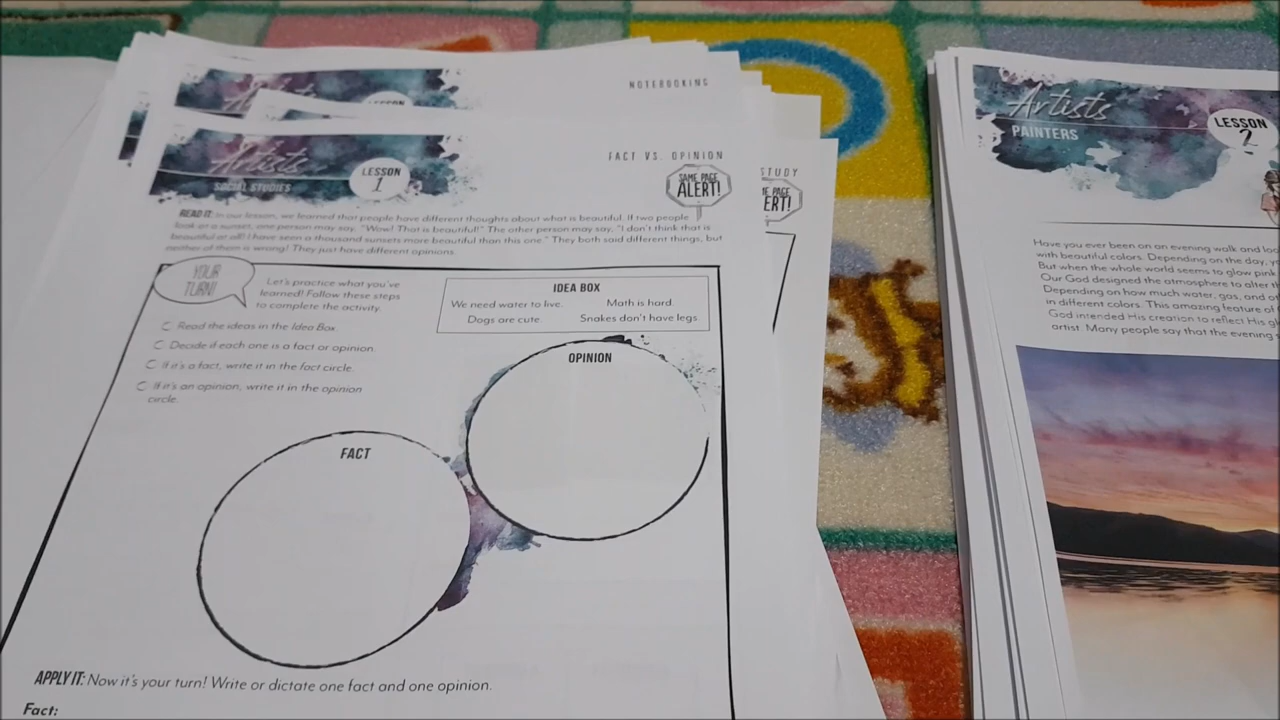 Artists
LESSON
NOTEBOOKING
Artists
SOCIAL STUDIES
LESSON
1
FACT VS. OPINION
SAME PAGE
ALERT!
READ IT: In our lesson, we learned that people have different thoughts about what is beautiful. If two people
look at a sunset, one person may say, "Wow! That is beautiful!" The other person may say, "I don't think that is
beautiful at all! I have seen a thousand sunsets more beautiful than this one." They both said different things, but
neither of them is wrong! They just have different opinions.
YOUR
TURN!
Let's practice what you've
learned! Follow these steps
to complete the activity.
Read the ideas in the Idea Box.
Decide if each one is a fact or opinion.
If it's a fact, write it in the fact circle.
If it's an opinion, write it in the opinion
circle.
IDEA BOX
We need water to live. Math is hard.
Dogs are cute. Snakes don't have legs.
OPINION
FACT
APPLY IT: Now it's your turn! Write or dictate one fact and one opinion.
Fact:
STUDY
ERT!
Artists
PAINTERS
LESSON
2
Have you ever been on an evening walk and loo
with beautiful colors. Depending on the day, y
But when the whole world seems to glow pink
Our God designed the atmosphere to alter t
Depending on how much water, gas, and
in different colors. This amazing feature of
God intended His creation to reflect His gl
artist. Many people say that the evening s